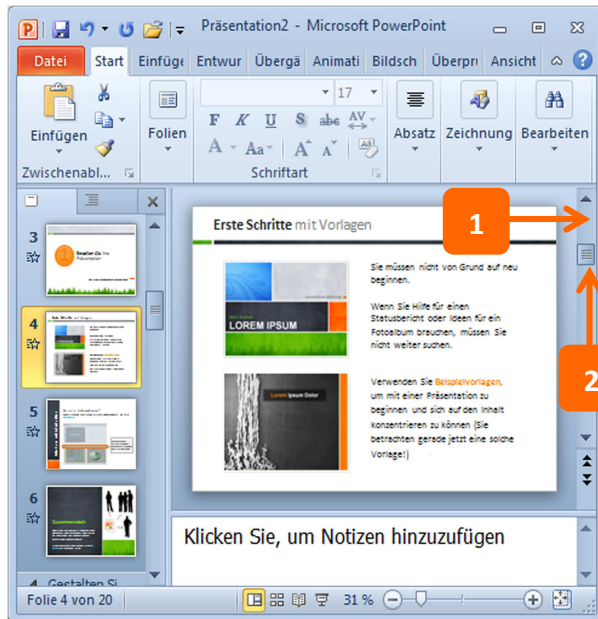 Präsentation2 - Microsoft PowerPoint
Datei Start Einfüge Entwur Übergä Animati Bildsch Überprü Ansicht
17
F K U S abc AV
A Aa A A
Einfügen Folien Absatz Zeichnung Bearbeiten
Zwischenabl... Schriftart
1
3
Erste Schritte mit Vorlagen
Sie müssen nicht von Grund auf neu
beginnen.
4
Wenn Sie Hilfe für einen
Statusbericht oder Ideen für ein
Fotoalbum brauchen, müssen Sie
nicht weiter suchen.
LOREM IPSUM
2
5
Verwenden Sie Beispielvorlagen,
um mit einer Präsentation zu
beginnen und sich auf den Inhalt
konzentrieren zu können (Sie
betrachten gerade jetzt eine solche
Vorlage!)
Lorem Ipsum Dolor
6
Zusammenarbeit
Klicken Sie, um Notizen hinzuzufügen
4 Gestalten Si
Folie 4 von 20
31 %